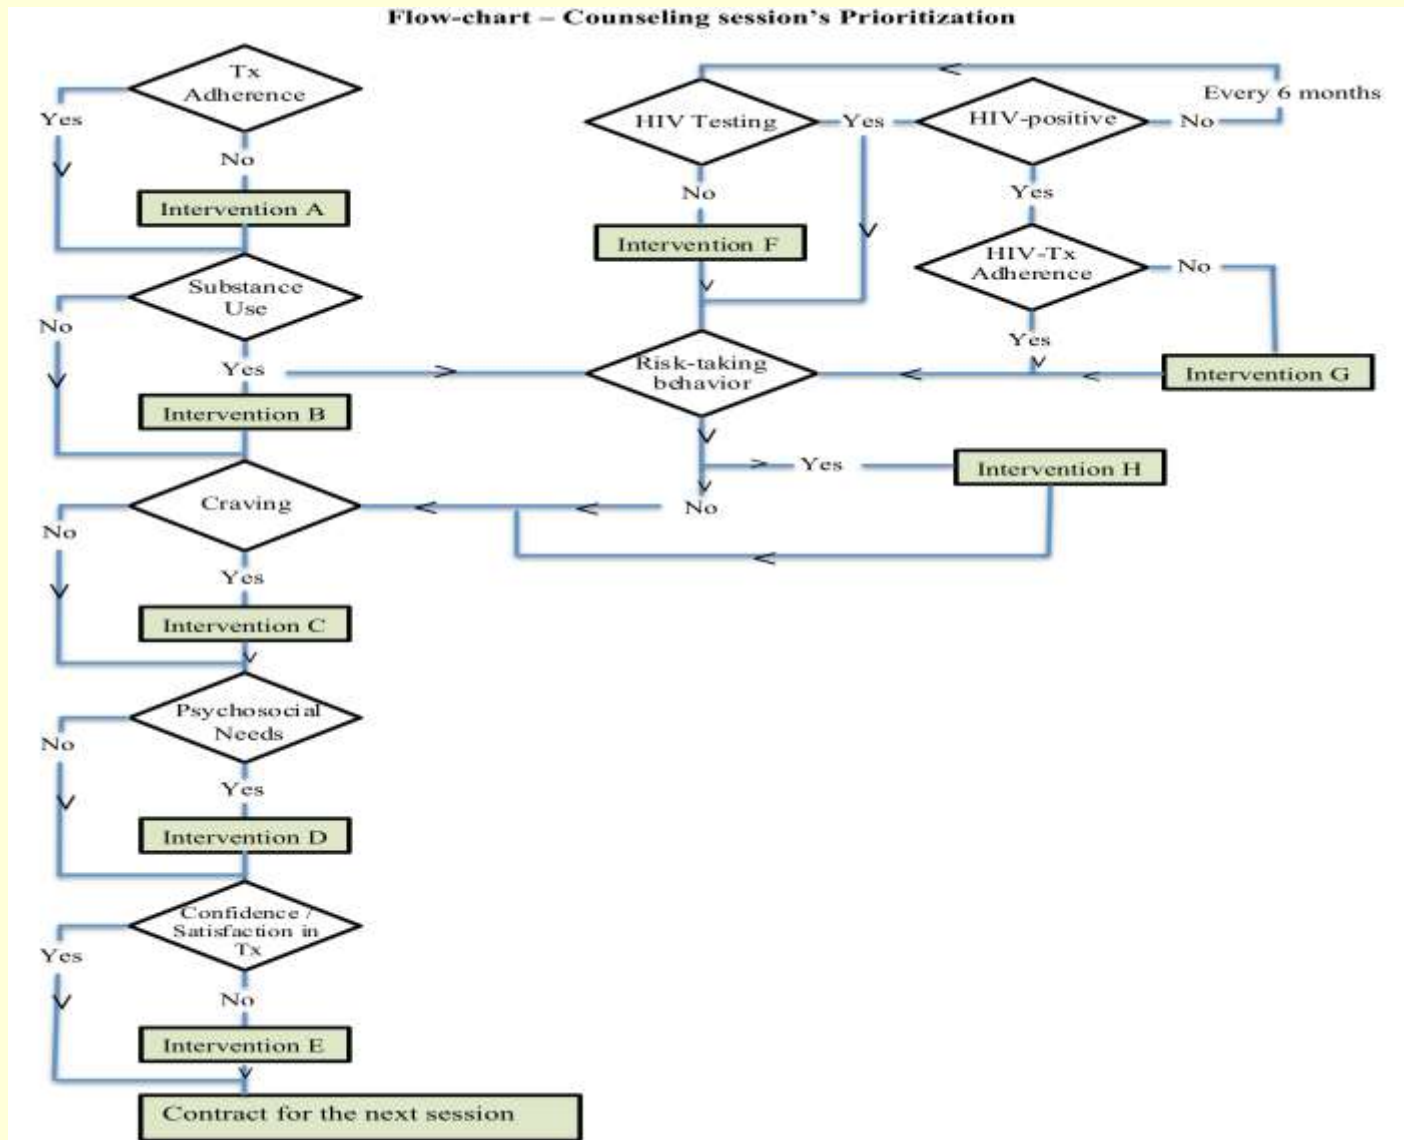 Flow-chart – Counseling session's Prioritization
Tx
Adherence
Yes
No
Intervention A
Substance
Use
No
Yes
Intervention B
Craving
No
Yes
Intervention C
Psychosocial
Needs
No
Yes
Intervention D
Confidence /
Satisfaction in
Tx
Yes
No
Intervention E
Contract for the next session
HIV Testing
Yes
No
Intervention F
HIV-positive
No
Every 6 months
Yes
HIV-Tx
Adherence
No
Yes
Intervention G
Risk-taking
behavior
Yes
Intervention H
No